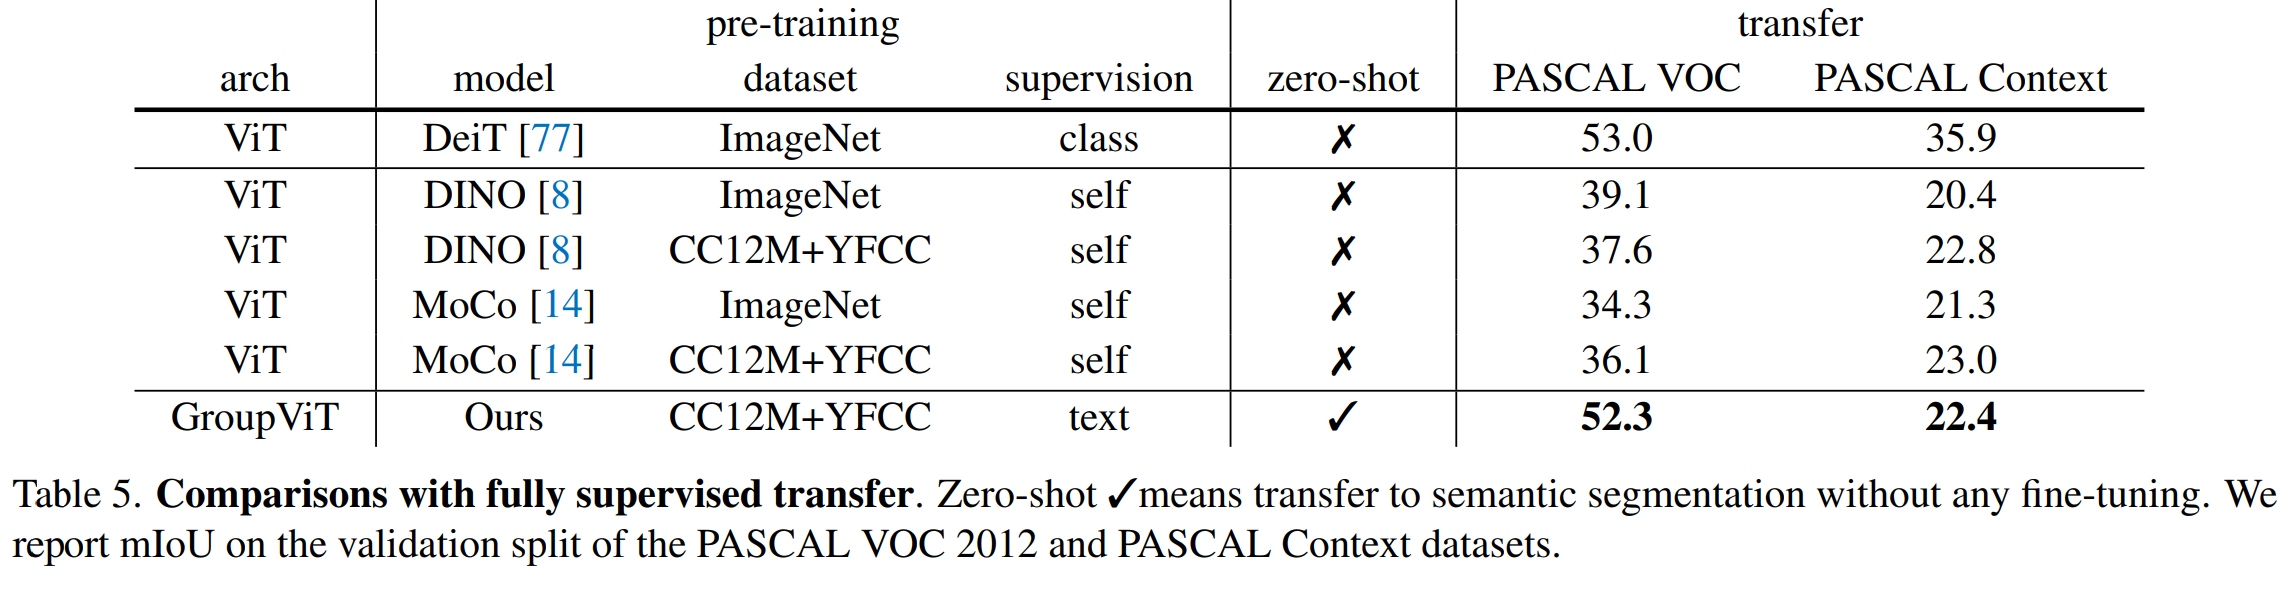 pre-training transfer
arch model dataset supervision zero-shot PASCAL VOC PASCAL Context
ViT DeiT [77] ImageNet class ✗ 53.0 35.9
ViT DINO [8] ImageNet self ✗ 39.1 20.4
ViT DINO [8] CC12M+YFCC self ✗ 37.6 22.8
ViT MoCo [14] ImageNet self ✗ 34.3 21.3
ViT MoCo [14] CC12M+YFCC self ✗ 36.1 23.0
GroupViT Ours CC12M+YFCC text ✓ 52.3 22.4
Table 5. Comparisons with fully supervised transfer. Zero-shot ✓means transfer to semantic segmentation without any fine-tuning. We
report mIoU on the validation split of the PASCAL VOC 2012 and PASCAL Context datasets.